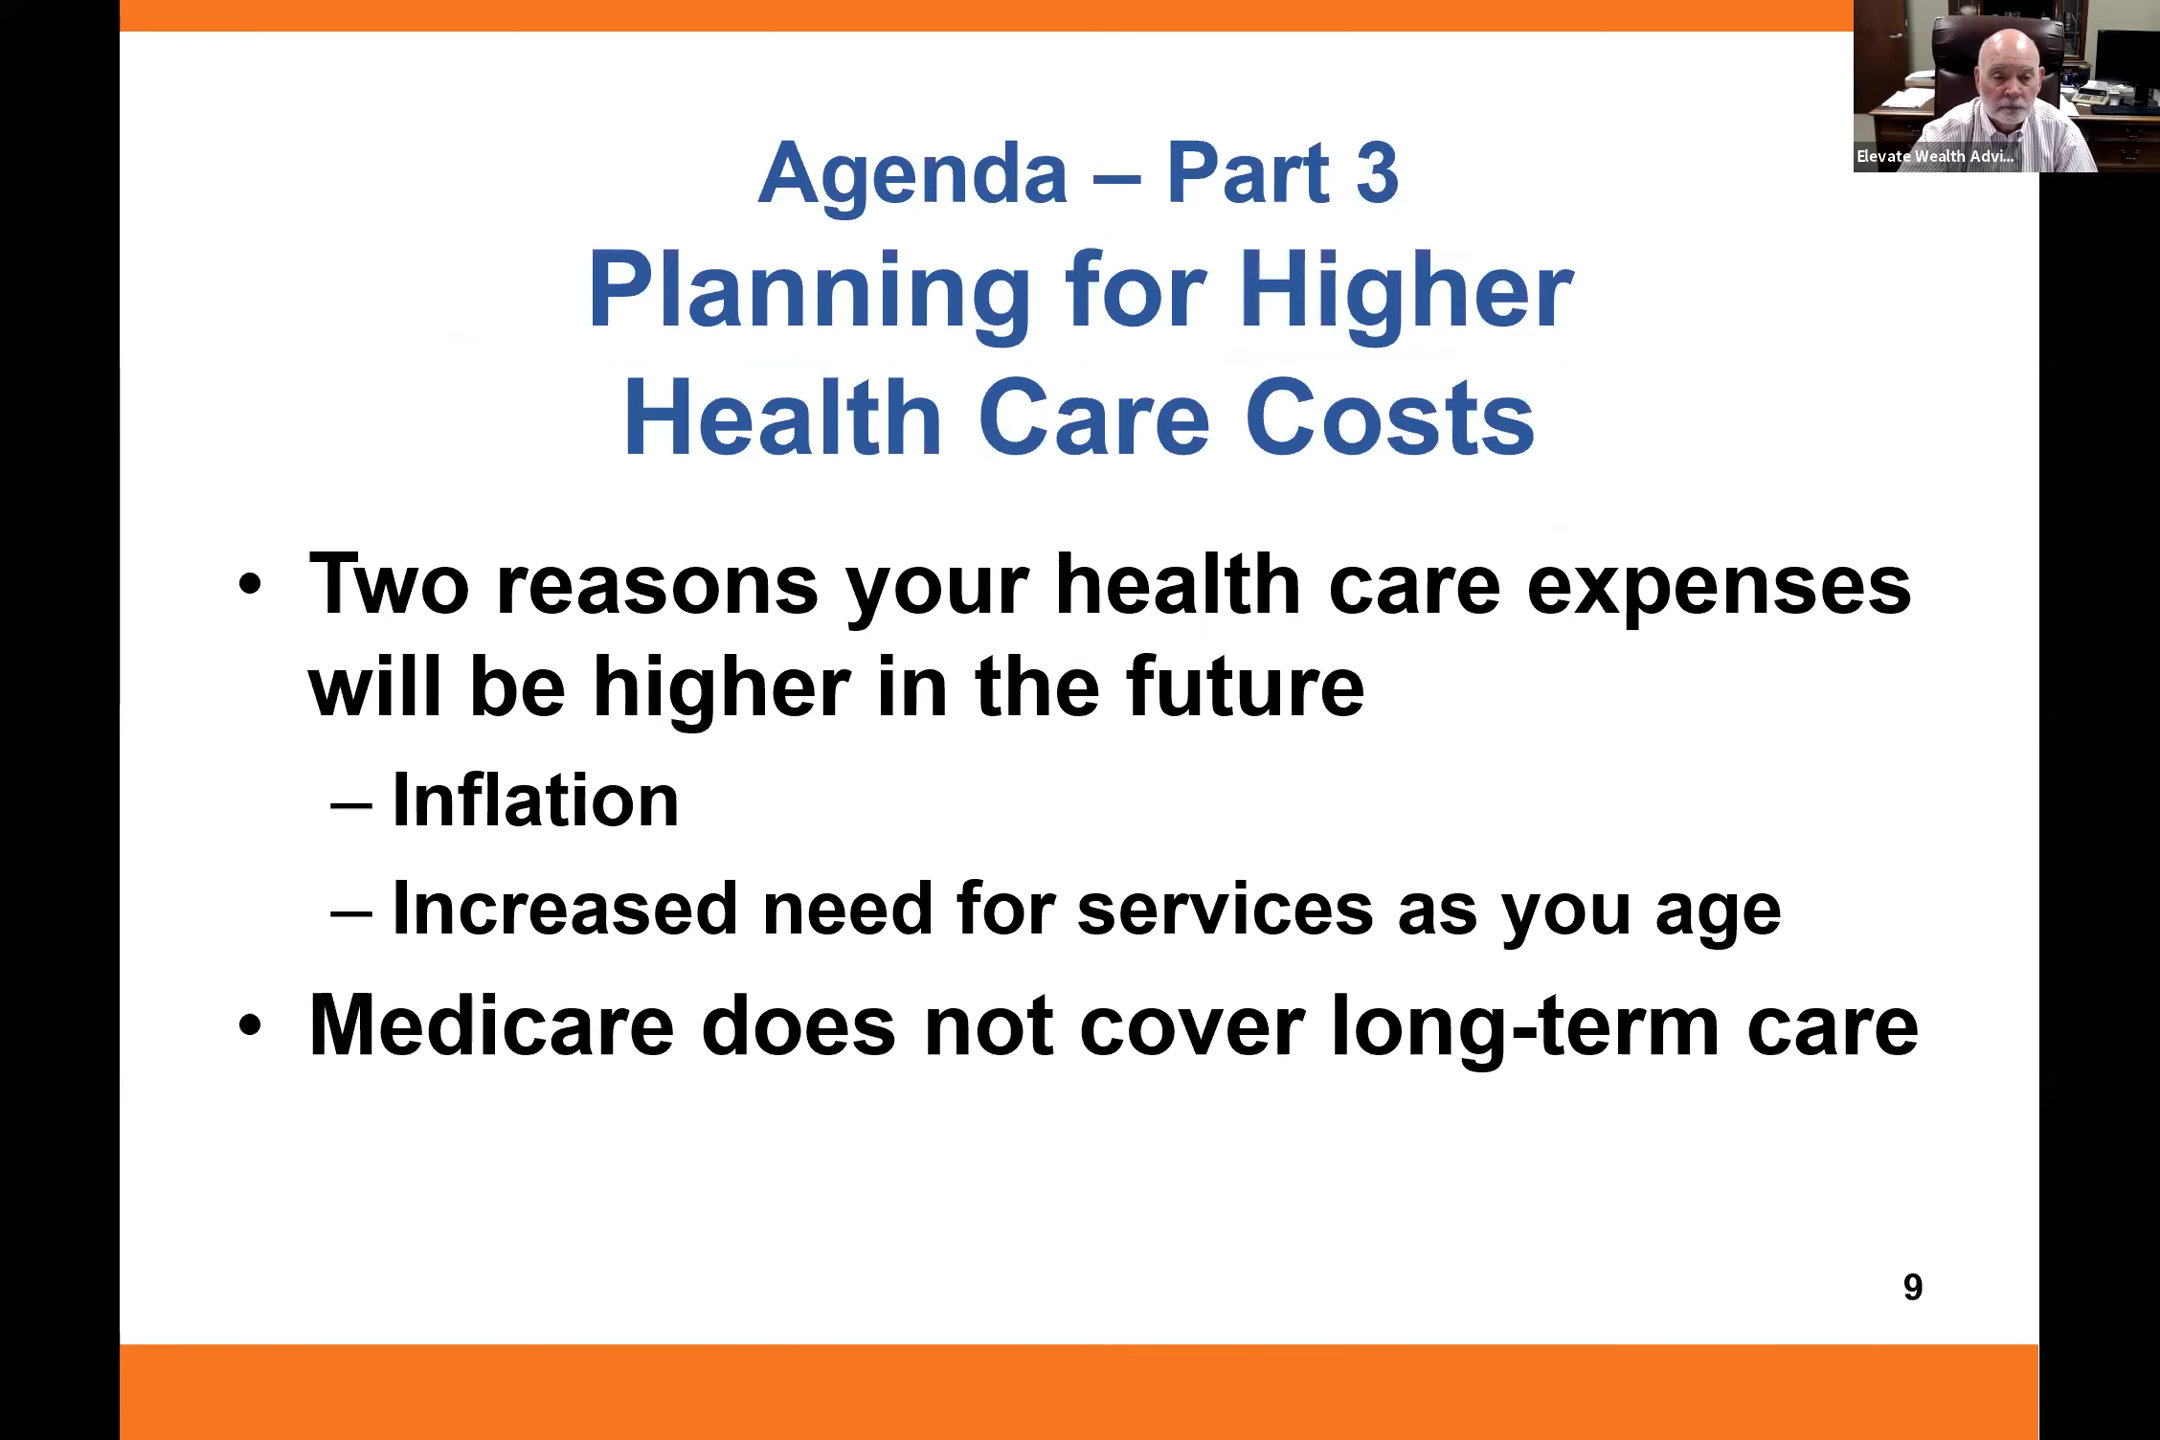 Agenda – Part 3
Planning for Higher
Health Care Costs
• Two reasons your health care expenses
will be higher in the future
– Inflation
– Increased need for services as you age
• Medicare does not cover long-term care
9
Elevate Wealth Advi...